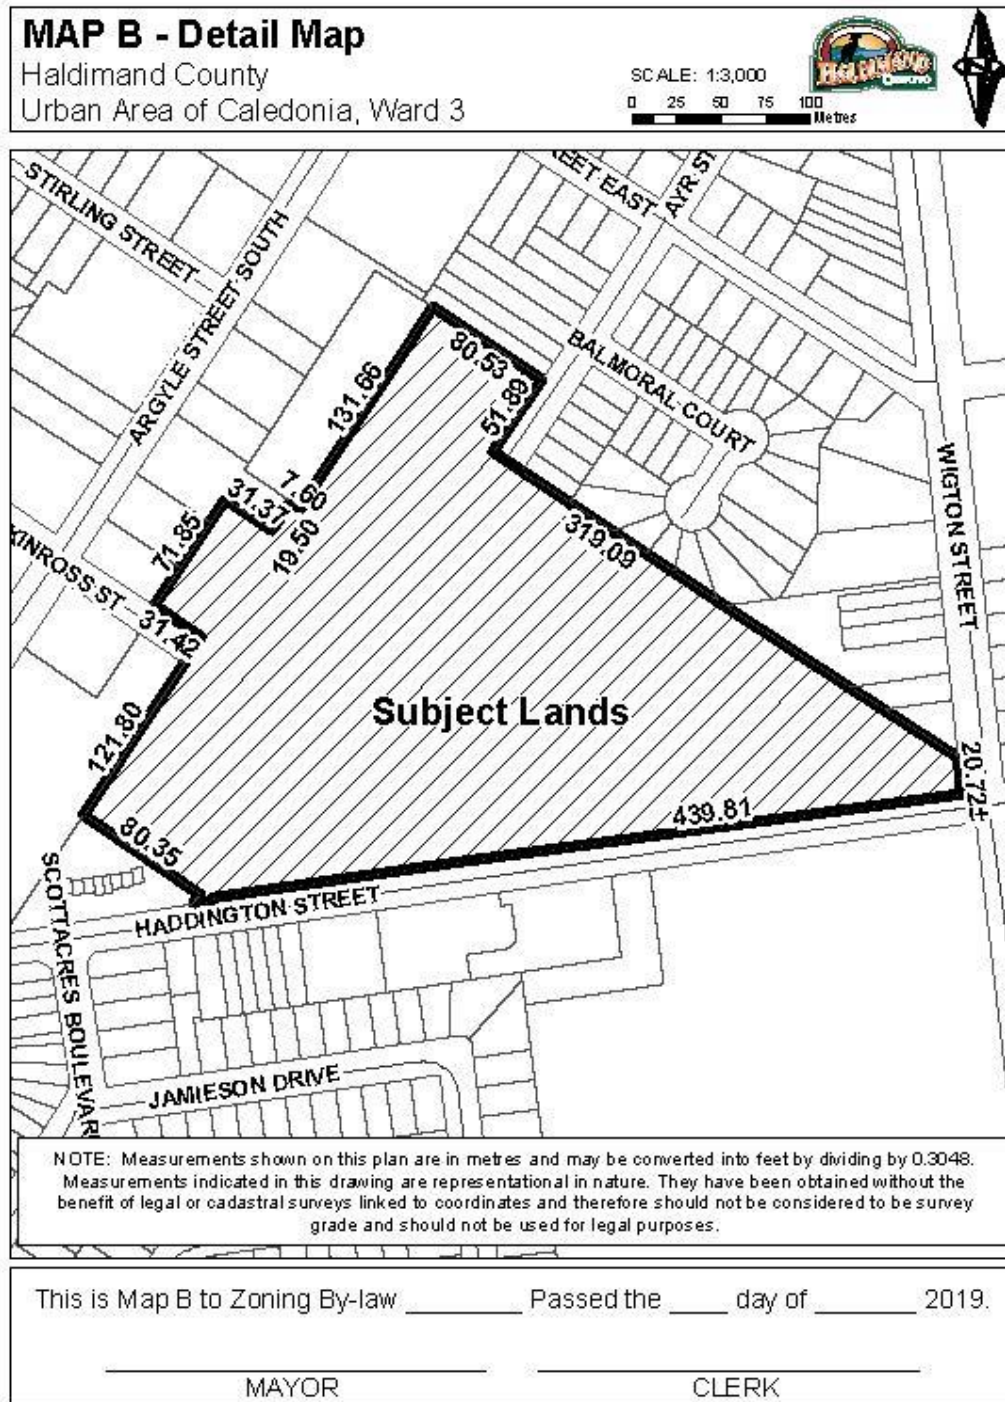 MAP B - Detail Map
Haldimand County
Urban Area of Caledonia, Ward 3
SCALE: 1:3,000
0 25 50 75 100
Metres
HALDIMAND
N
STIRLING STREET
ARGYLE STREET SOUTH
REET EAST
AYR ST
BALMORAL COURT
WIGTON STREET
KINROSS ST
80.53
51.89
131.66
7.60
31.37
19.50
71.85
31.42
319.09
Subject Lands
121.80
20.72±
439.81
80.35
HADDINGTON STREET
SCOTTACRES BOULEVAR
JAMIESON DRIVE
NOTE: Measurements shown on this plan are in metres and may be converted into feet by dividing by 0.3048.
Measurements indicated in this drawing are representational in nature. They have been obtained without the
benefit of legal or cadastral surveys linked to coordinates and therefore should not be considered to be survey
grade and should not be used for legal purposes.
This is Map B to Zoning By-law ________ Passed the ____ day of _______ 2019.
MAYOR
CLERK